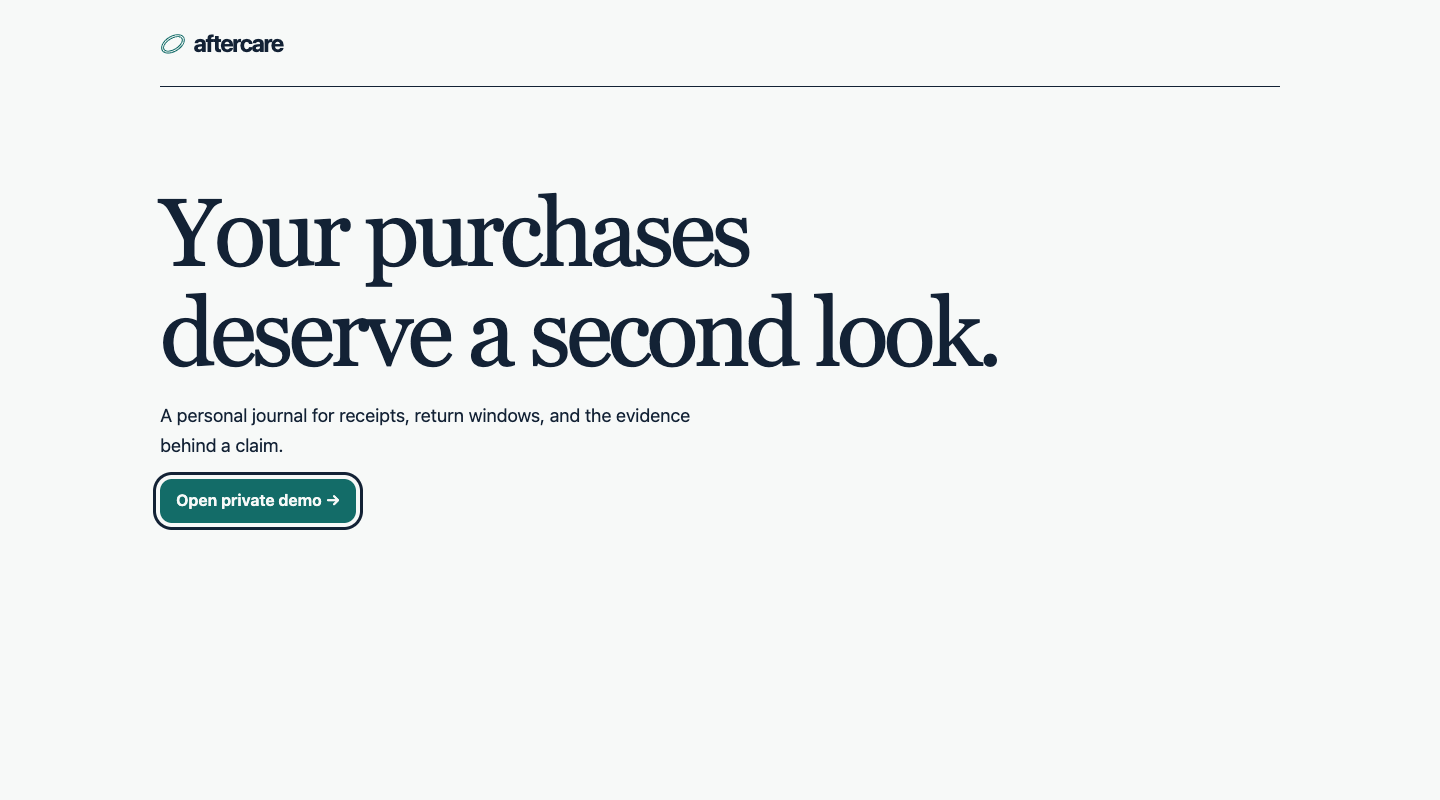 aftercare
Your purchases
deserve a second look.
A personal journal for receipts, return windows, and the evidence
behind a claim.
Open private demo →